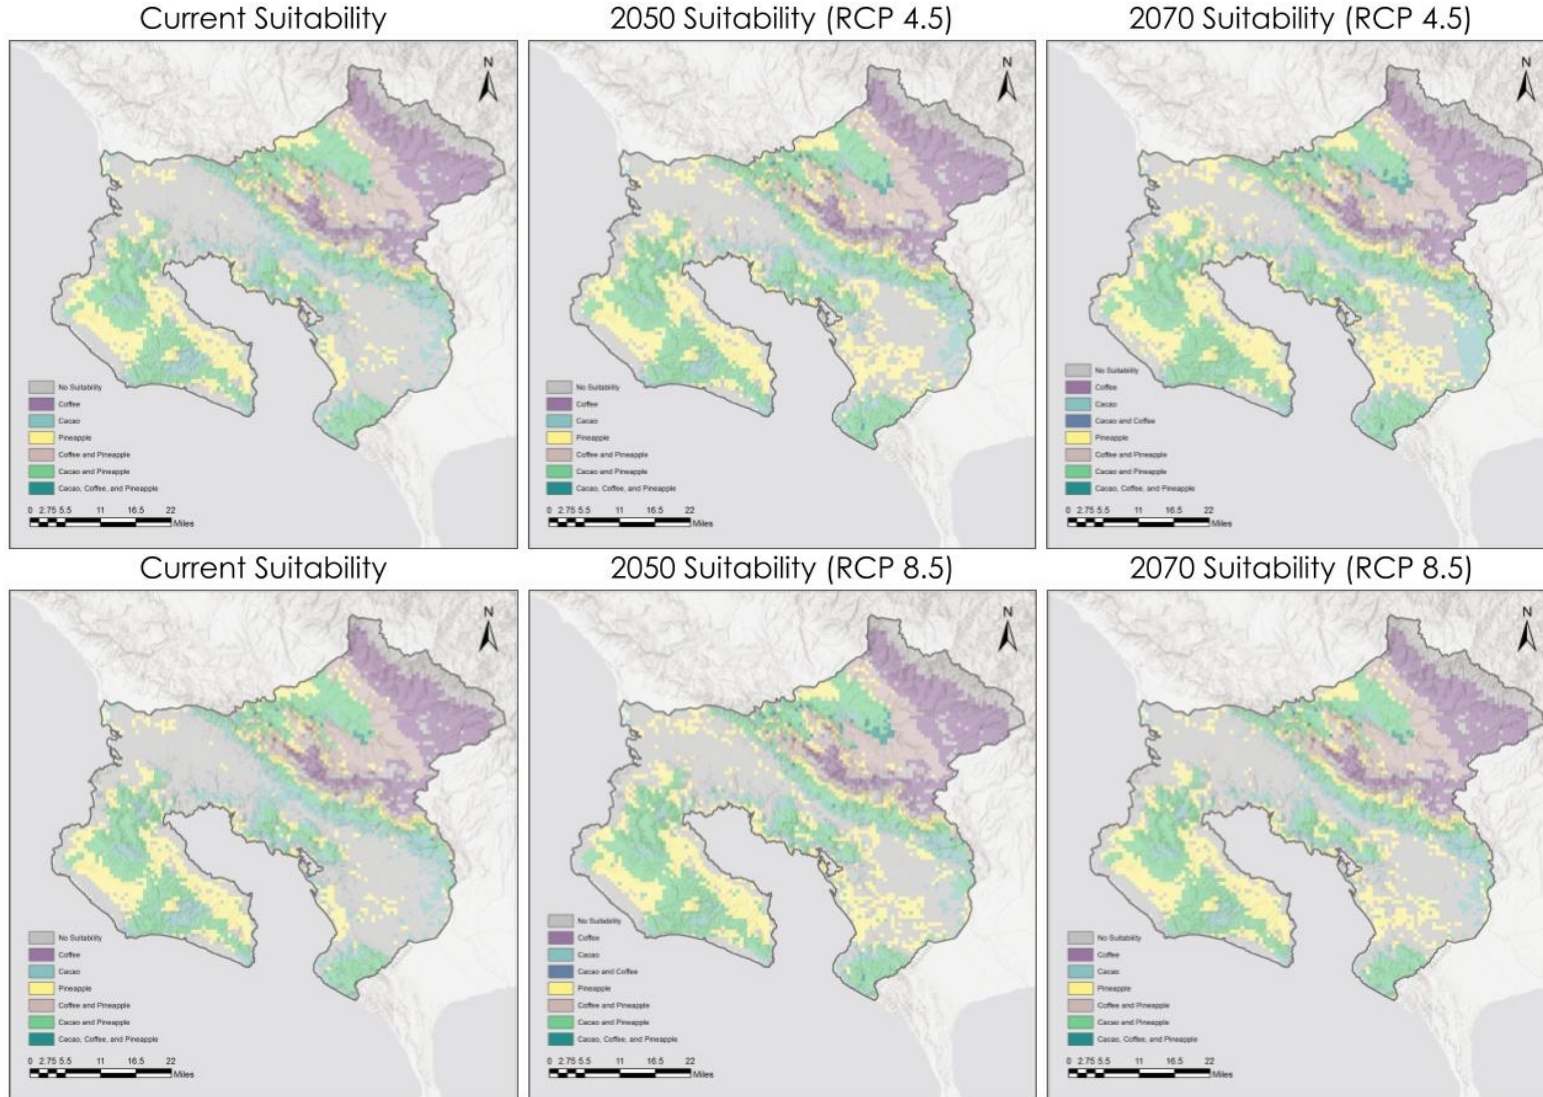 Current Suitability
N
No Suitability
Coffee
Cacao
Pineapple
Coffee and Pineapple
Cacao and Pineapple
Cacao, Coffee, and Pineapple
0 2.75 5.5 11 16.5 22
Miles
2050 Suitability (RCP 4.5)
N
No Suitability
Coffee
Cacao
Pineapple
Coffee and Pineapple
Cacao and Pineapple
Cacao, Coffee, and Pineapple
0 2.75 5.5 11 16.5 22
Miles
2070 Suitability (RCP 4.5)
N
No Suitability
Coffee
Cacao
Cacao and Coffee
Pineapple
Coffee and Pineapple
Cacao and Pineapple
Cacao, Coffee, and Pineapple
0 2.75 5.5 11 16.5 22
Miles
Current Suitability
N
No Suitability
Coffee
Cacao
Pineapple
Coffee and Pineapple
Cacao and Pineapple
Cacao, Coffee, and Pineapple
0 2.75 5.5 11 16.5 22
Miles
2050 Suitability (RCP 8.5)
N
No Suitability
Coffee
Cacao
Cacao and Coffee
Pineapple
Coffee and Pineapple
Cacao and Pineapple
Cacao, Coffee, and Pineapple
0 2.75 5.5 11 16.5 22
Miles
2070 Suitability (RCP 8.5)
N
No Suitability
Coffee
Cacao
Pineapple
Coffee and Pineapple
Cacao and Pineapple
Cacao, Coffee, and Pineapple
0 2.75 5.5 11 16.5 22
Miles